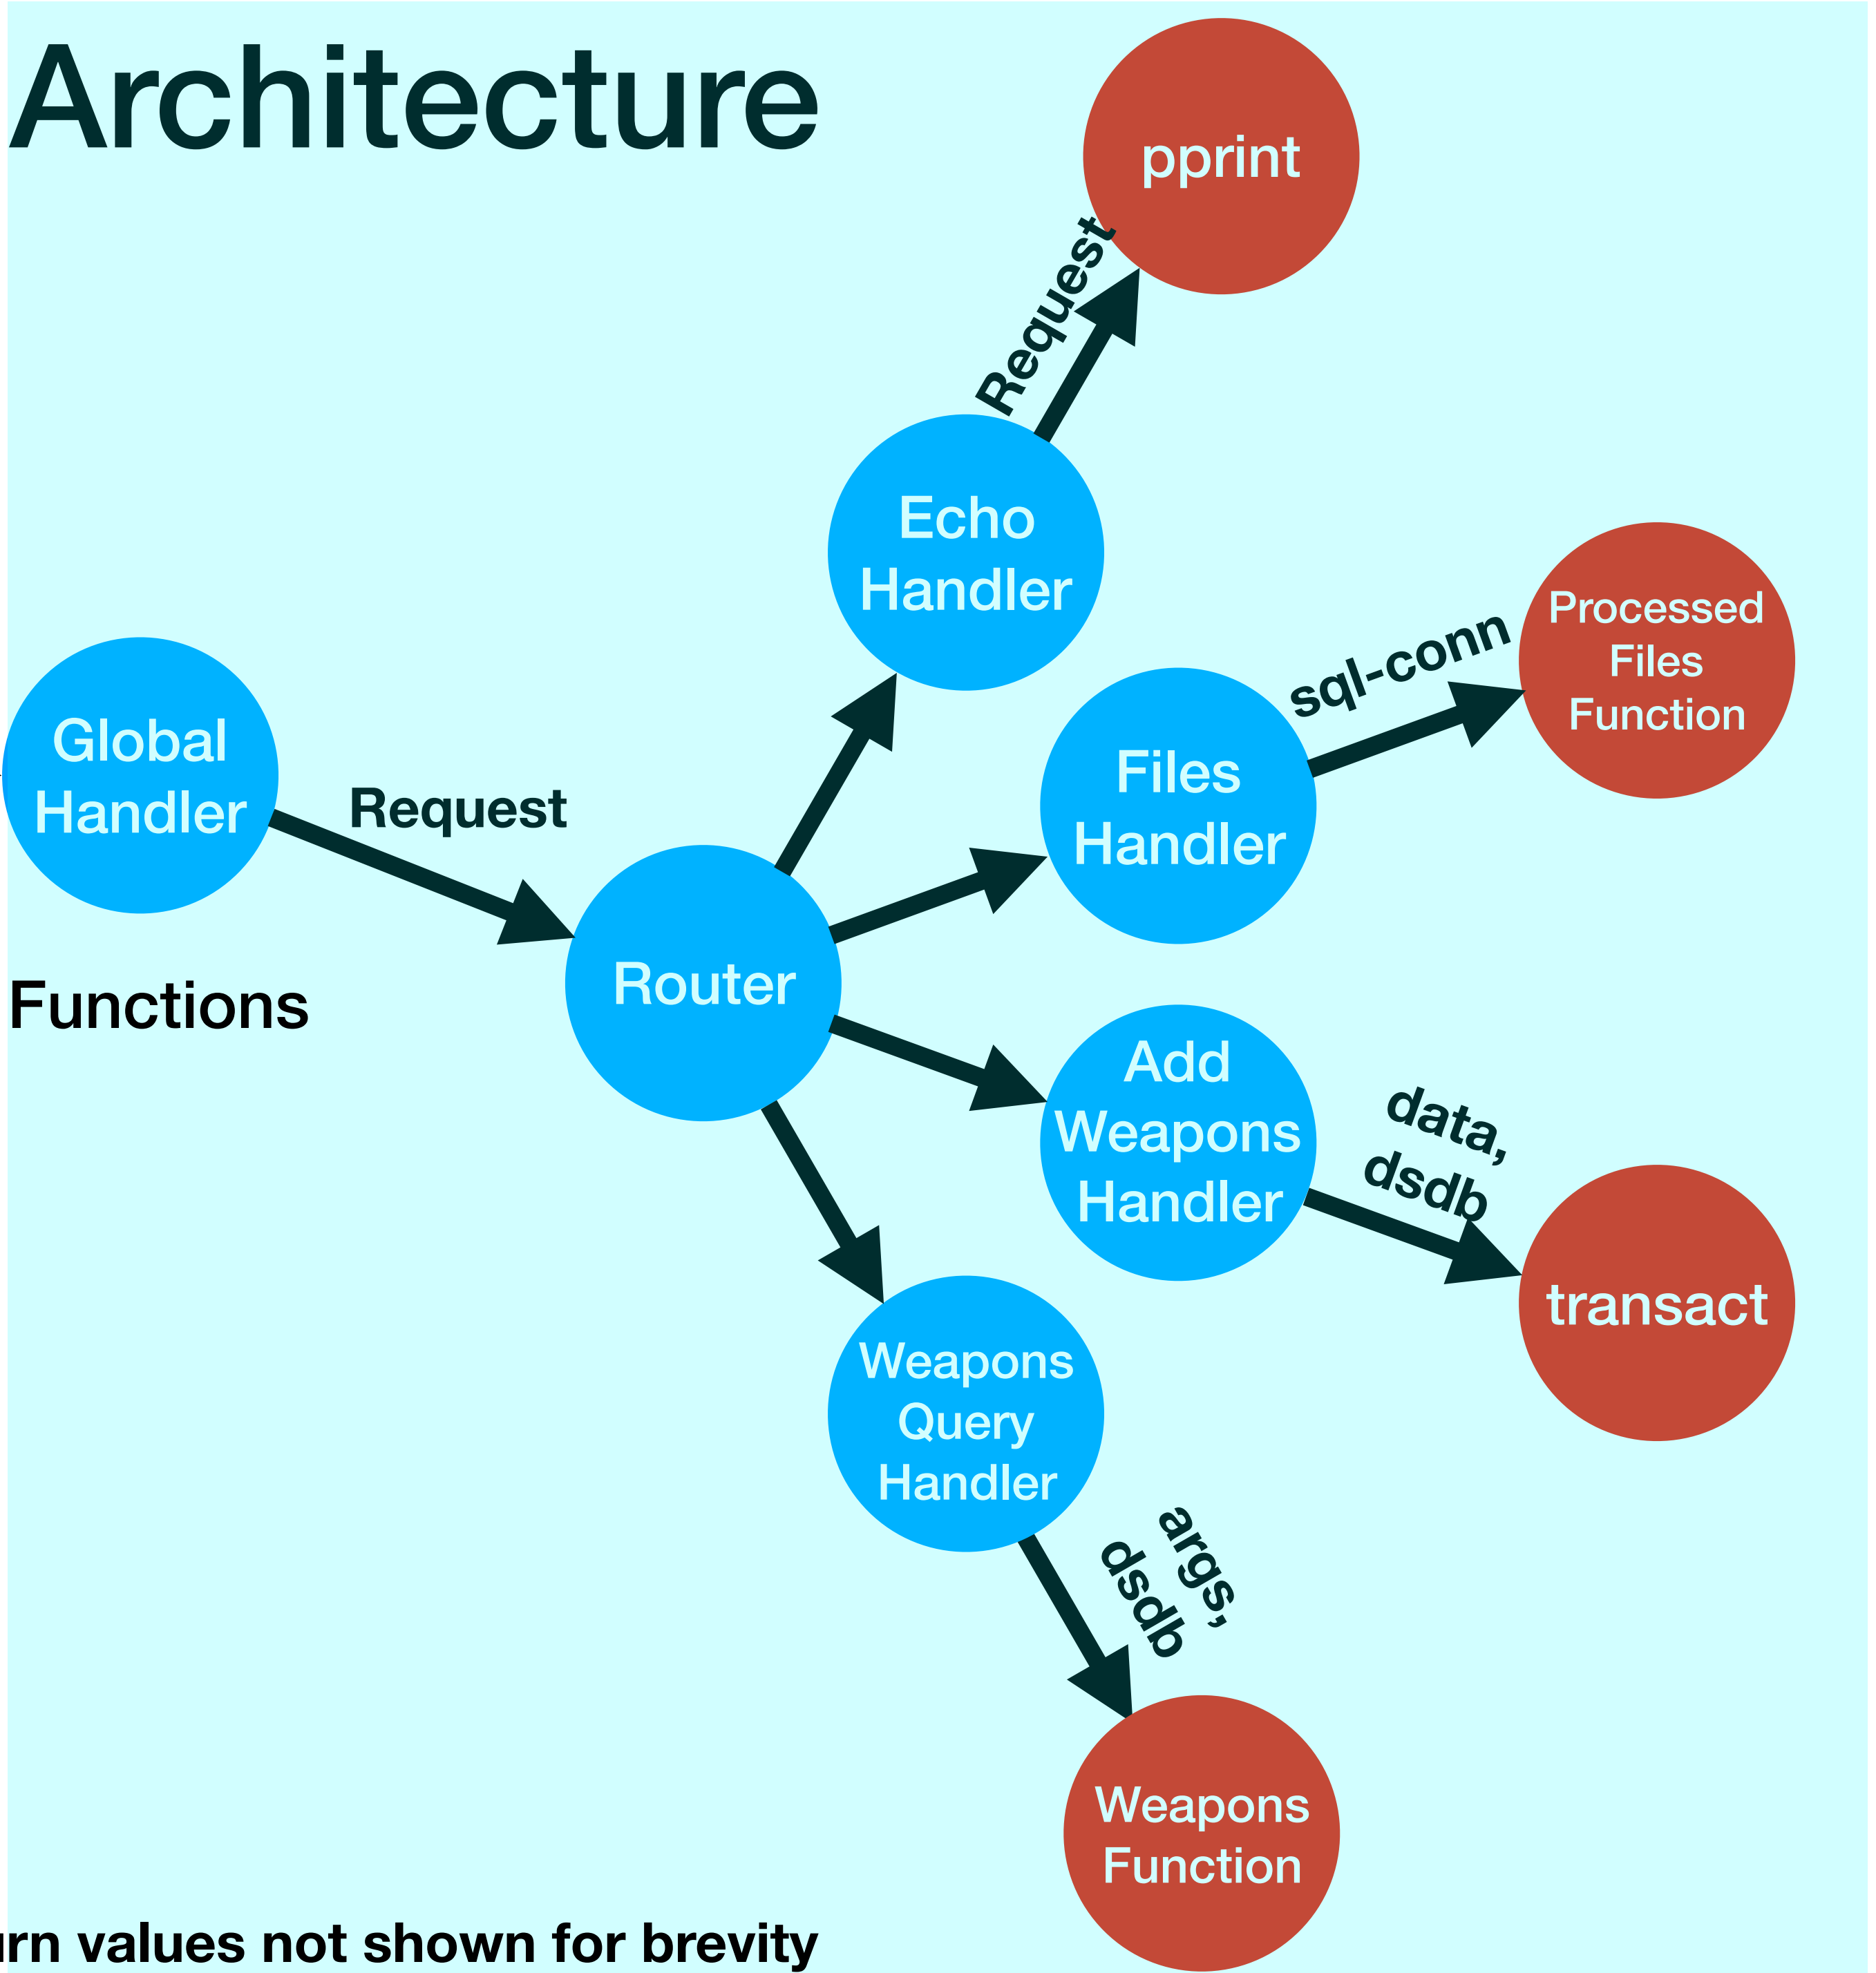 Architecture
pprint
Request
Echo
Handler
Processed
Files
Function
sql-conn
Global
Handler
Files
Handler
Request
Router
Functions
Add
Weapons
Handler
data,
dsdb
transact
Weapons
Query
Handler
args,
dsdb
Weapons
Function
values not shown for brevity